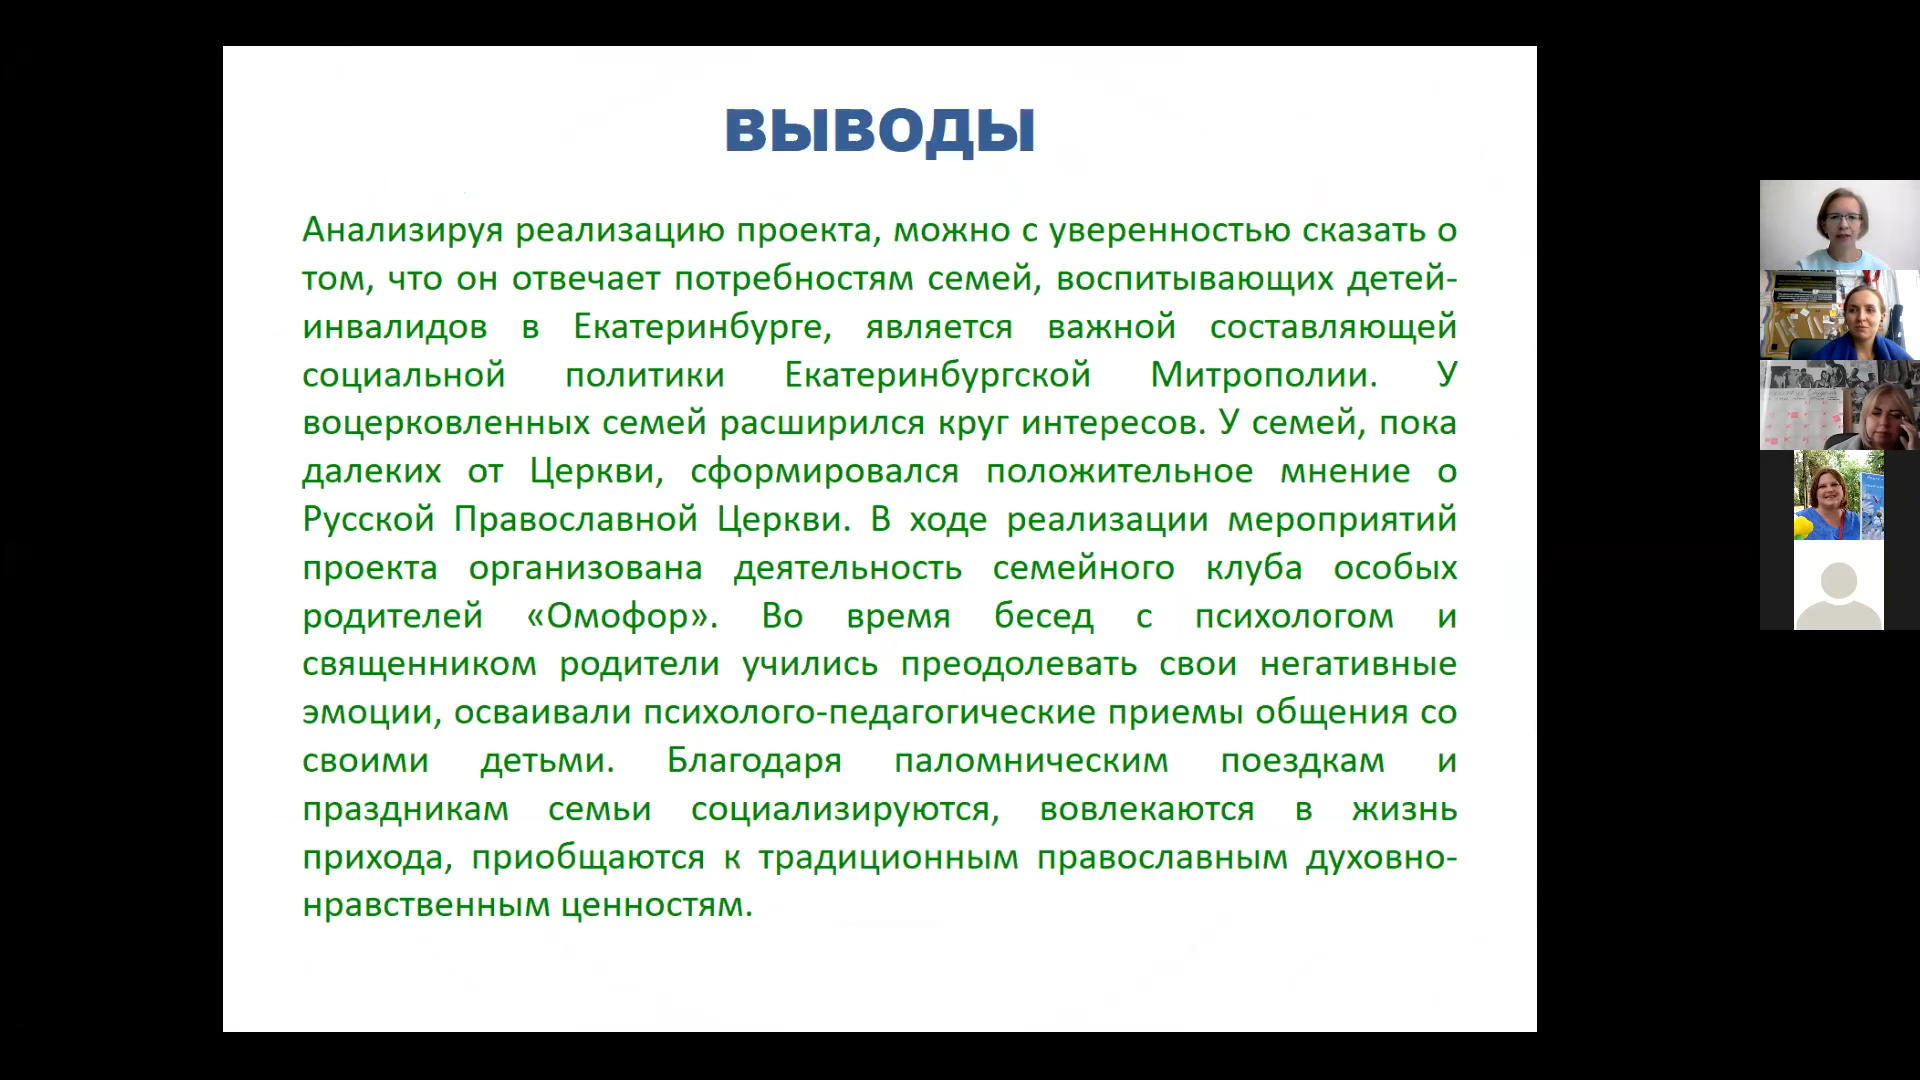 ВЫВОДЫ
Анализируя реализацию проекта, можно с уверенностью сказать о
том, что он отвечает потребностям семей, воспитывающих детей-
инвалидов в Екатеринбурге, является важной составляющей
социальной политики Екатеринбургской Митрополии. У
воцерковленных семей расширился круг интересов. У семей, пока
далеких от Церкви, сформировался положительное мнение о
Русской Православной Церкви. В ходе реализации мероприятий
проекта организована деятельность семейного клуба особых
родителей «Омофор». Во время бесед с психологом и
священником родители учились преодолевать свои негативные
эмоции, осваивали психолого-педагогические приемы общения со
своими детьми. Благодаря паломническим поездкам и
праздникам семьи социализируются, вовлекаются в жизнь
прихода, приобщаются к традиционным православным духовно-
нравственным ценностям.